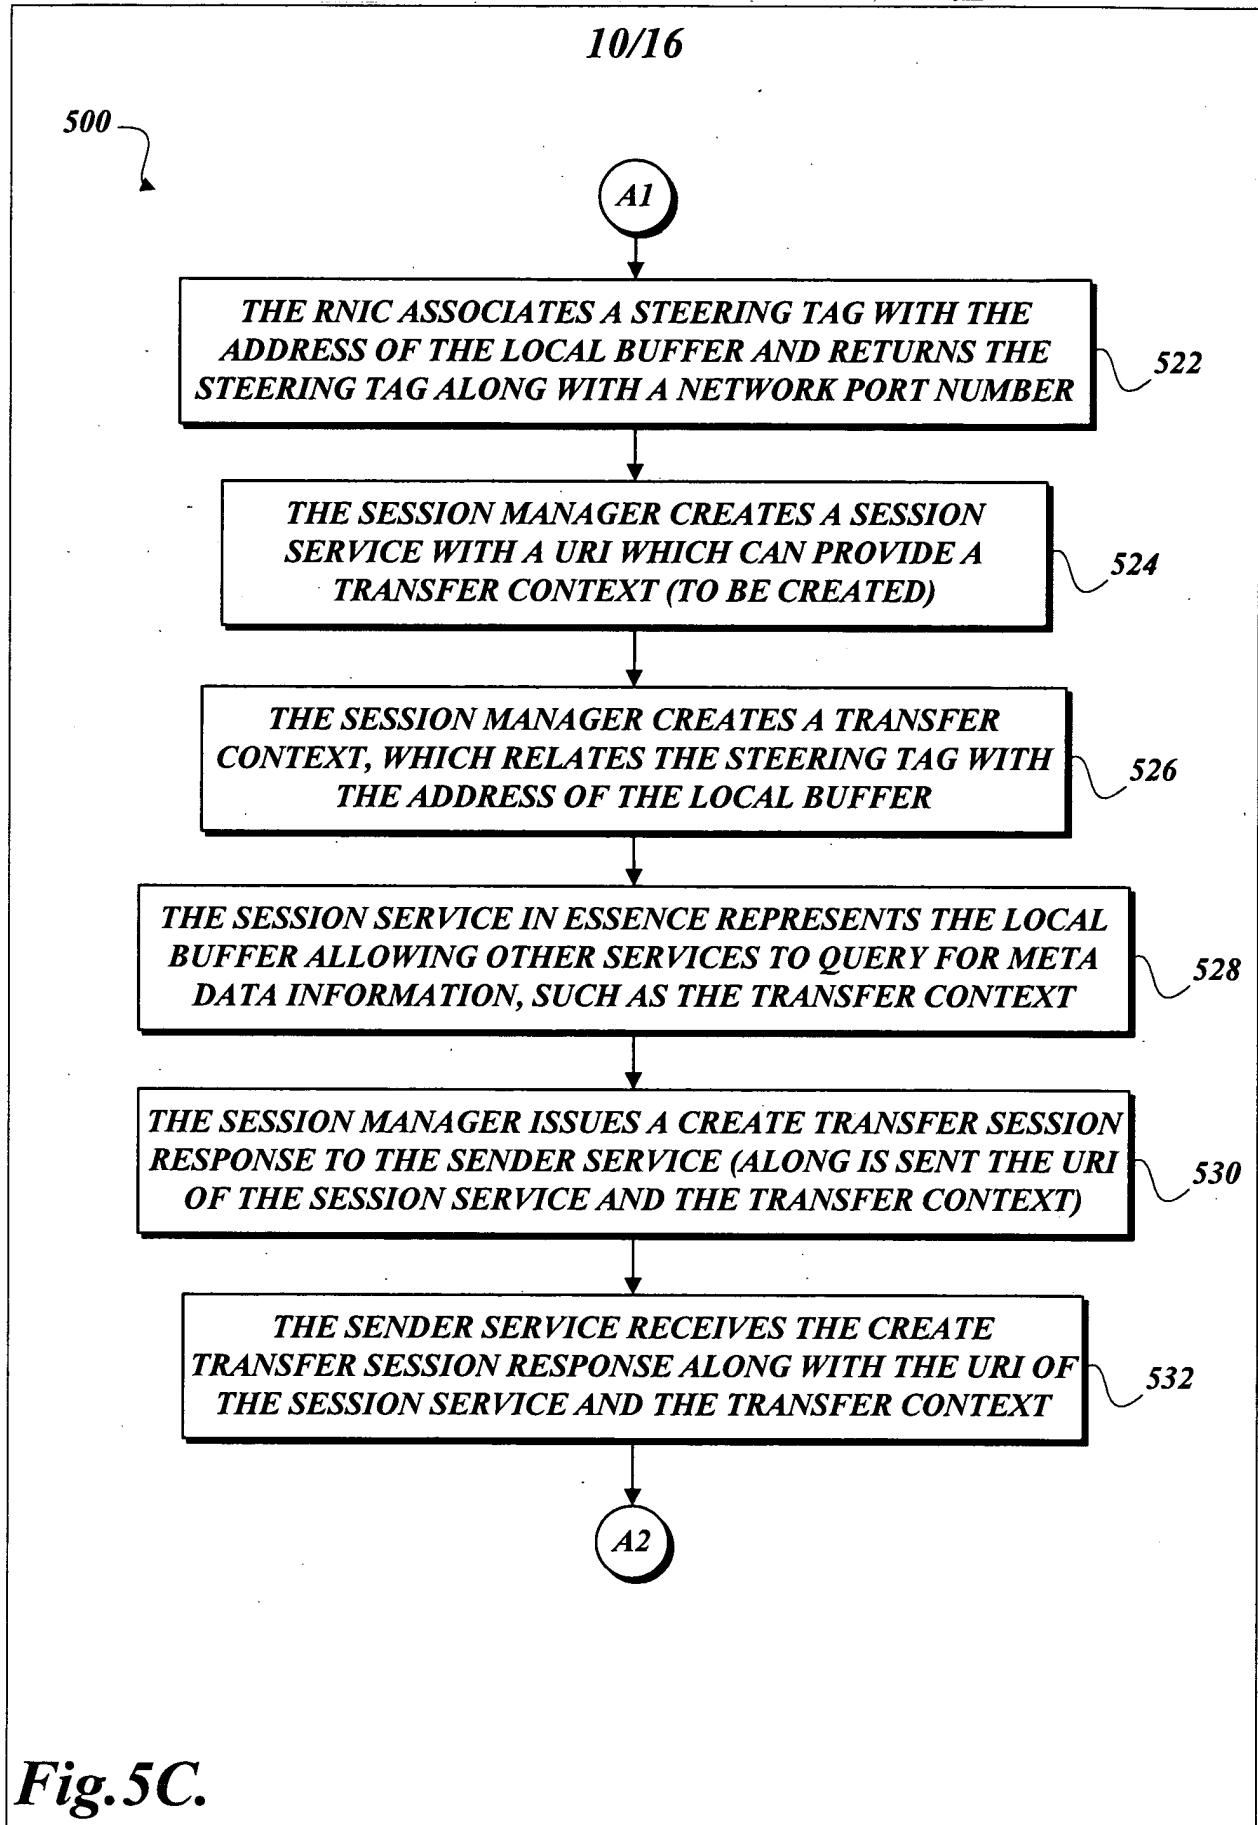 10/16
500
A1
THE RNIC ASSOCIATES A STEERING TAG WITH THE
ADDRESS OF THE LOCAL BUFFER AND RETURNS THE
STEERING TAG ALONG WITH A NETWORK PORT NUMBER
522
THE SESSION MANAGER CREATES A SESSION
SERVICE WITH A URI WHICH CAN PROVIDE A
TRANSFER CONTEXT (TO BE CREATED)
524
THE SESSION MANAGER CREATES A TRANSFER
CONTEXT, WHICH RELATES THE STEERING TAG WITH
THE ADDRESS OF THE LOCAL BUFFER
526
THE SESSION SERVICE IN ESSENCE REPRESENTS THE LOCAL
BUFFER ALLOWING OTHER SERVICES TO QUERY FOR META
DATA INFORMATION, SUCH AS THE TRANSFER CONTEXT
528
THE SESSION MANAGER ISSUES A CREATE TRANSFER SESSION
RESPONSE TO THE SENDER SERVICE (ALONG IS SENT THE URI
OF THE SESSION SERVICE AND THE TRANSFER CONTEXT)
530
THE SENDER SERVICE RECEIVES THE CREATE
TRANSFER SESSION RESPONSE ALONG WITH THE URI OF
THE SESSION SERVICE AND THE TRANSFER CONTEXT
532
A2
Fig.5C.